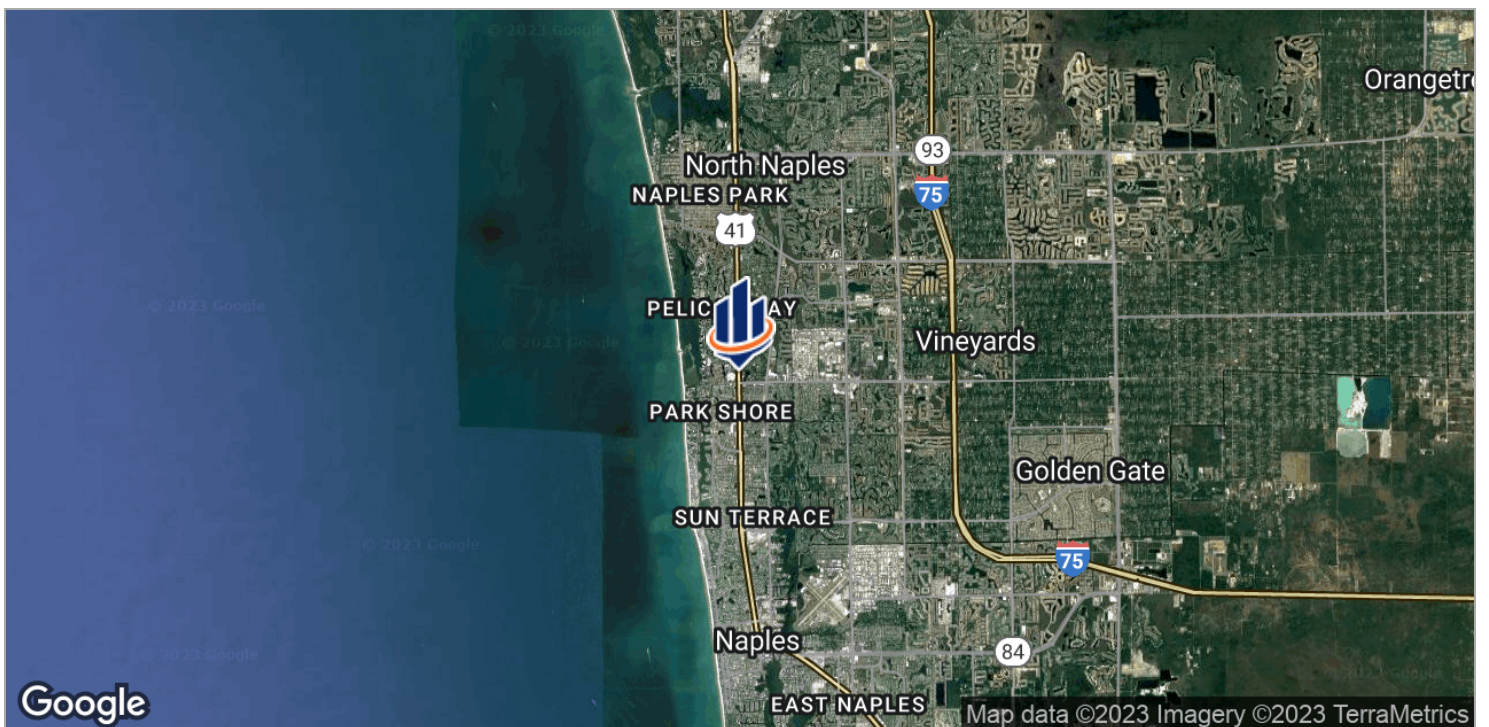 © 2023 Google
Orangetre
93
North Naples
NAPLES PARK
75
41
© 2023 Google
PELIC
AY
© 2023 Google
Vineyards
PARK SHORE
Golden Gate
SUN TERRACE
© 2023 Google
75
Naples
84
© 2023 Google
EAST NAPLES
Google
Map data ©2023 Imagery ©2023 TerraMetrics